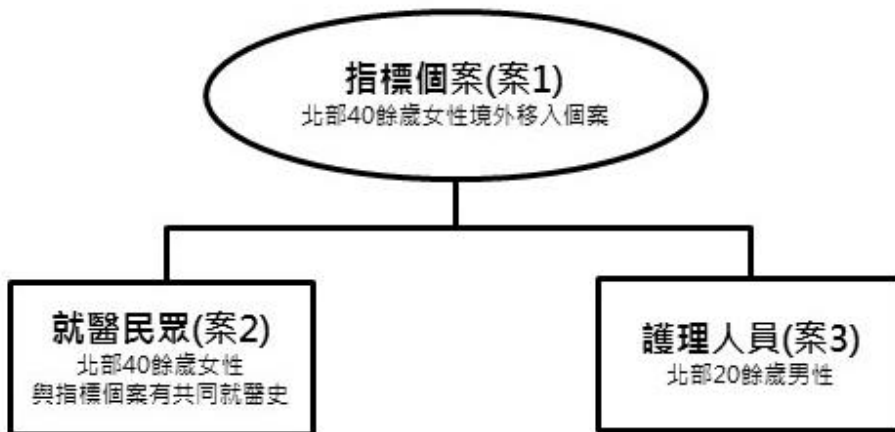 指標個案(案1)
北部40餘歲女性境外移入個案
就醫民眾(案2)
北部40餘歲女性
與指標個案有共同就醫史
護理人員(案3)
北部20餘歲男性